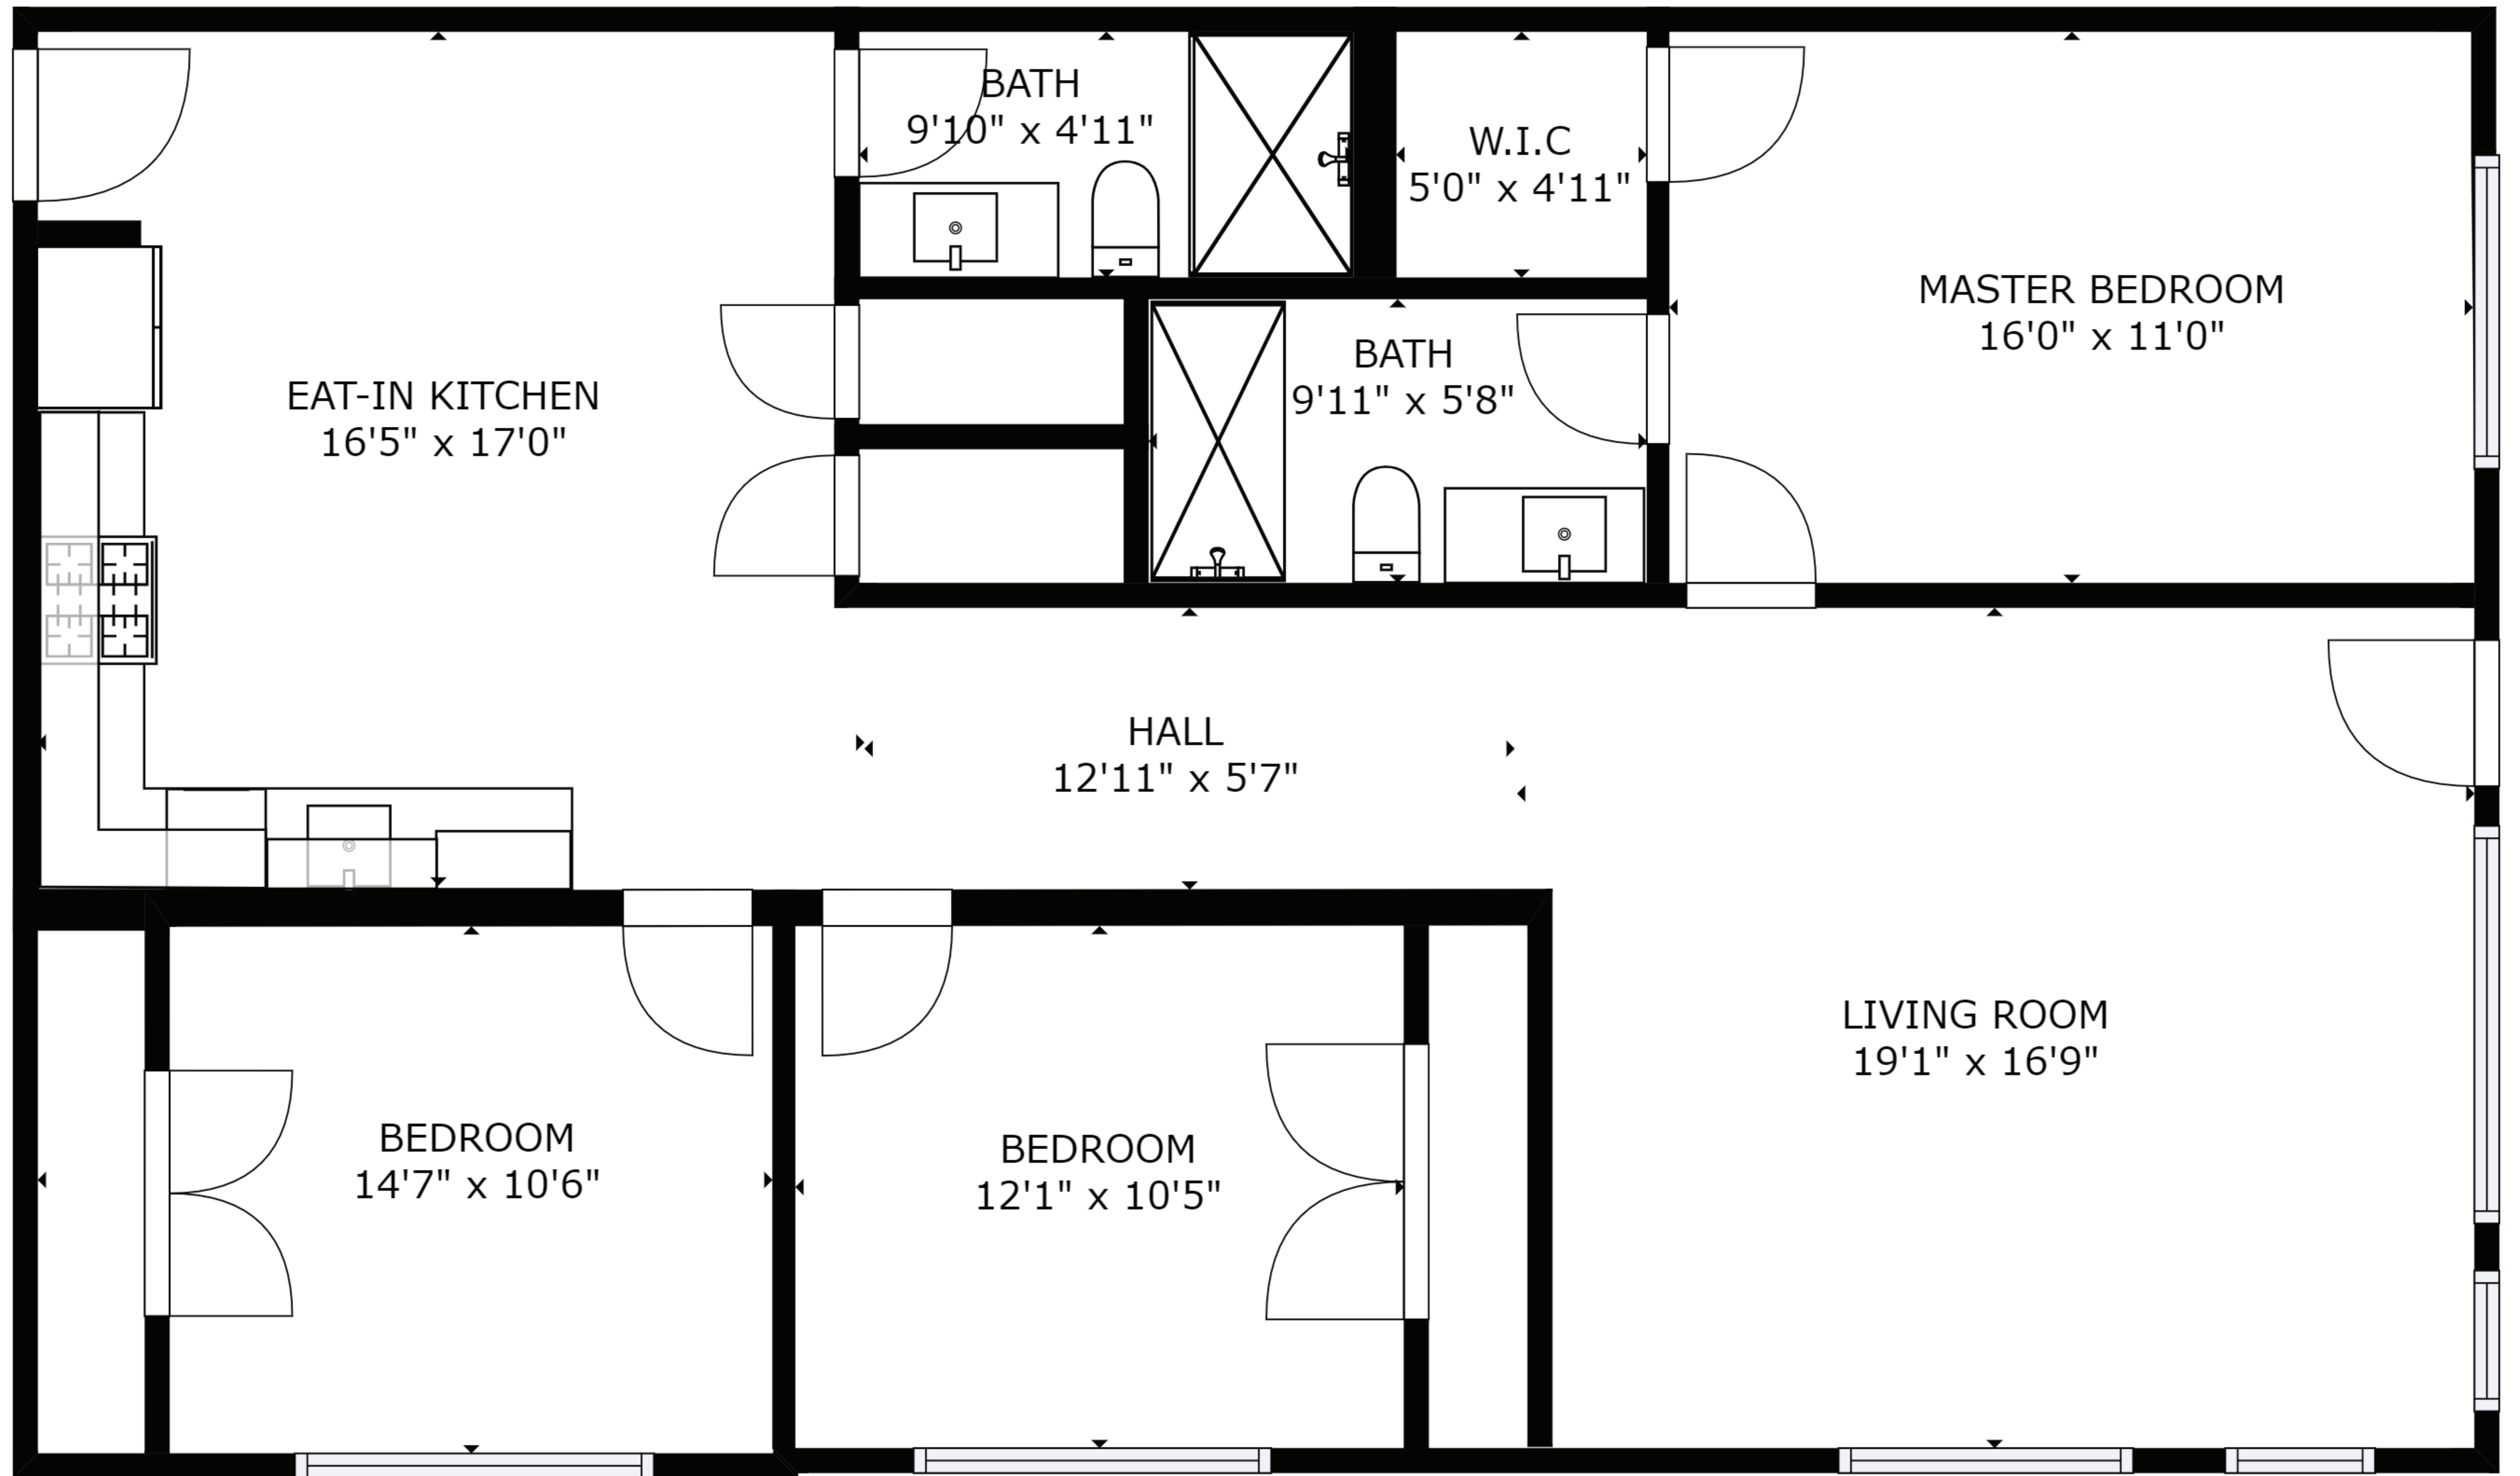 BATH
9'10" x 4'11"
W.I.C
5'0" x 4'11"
MASTER BEDROOM
16'0" x 11'0"
BATH
9'11" x 5'8"
EAT-IN KITCHEN
16'5" x 17'0"
HALL
12'11" x 5'7"
LIVING ROOM
19'1" x 16'9"
BEDROOM
14'7" x 10'6"
BEDROOM
12'1" x 10'5"